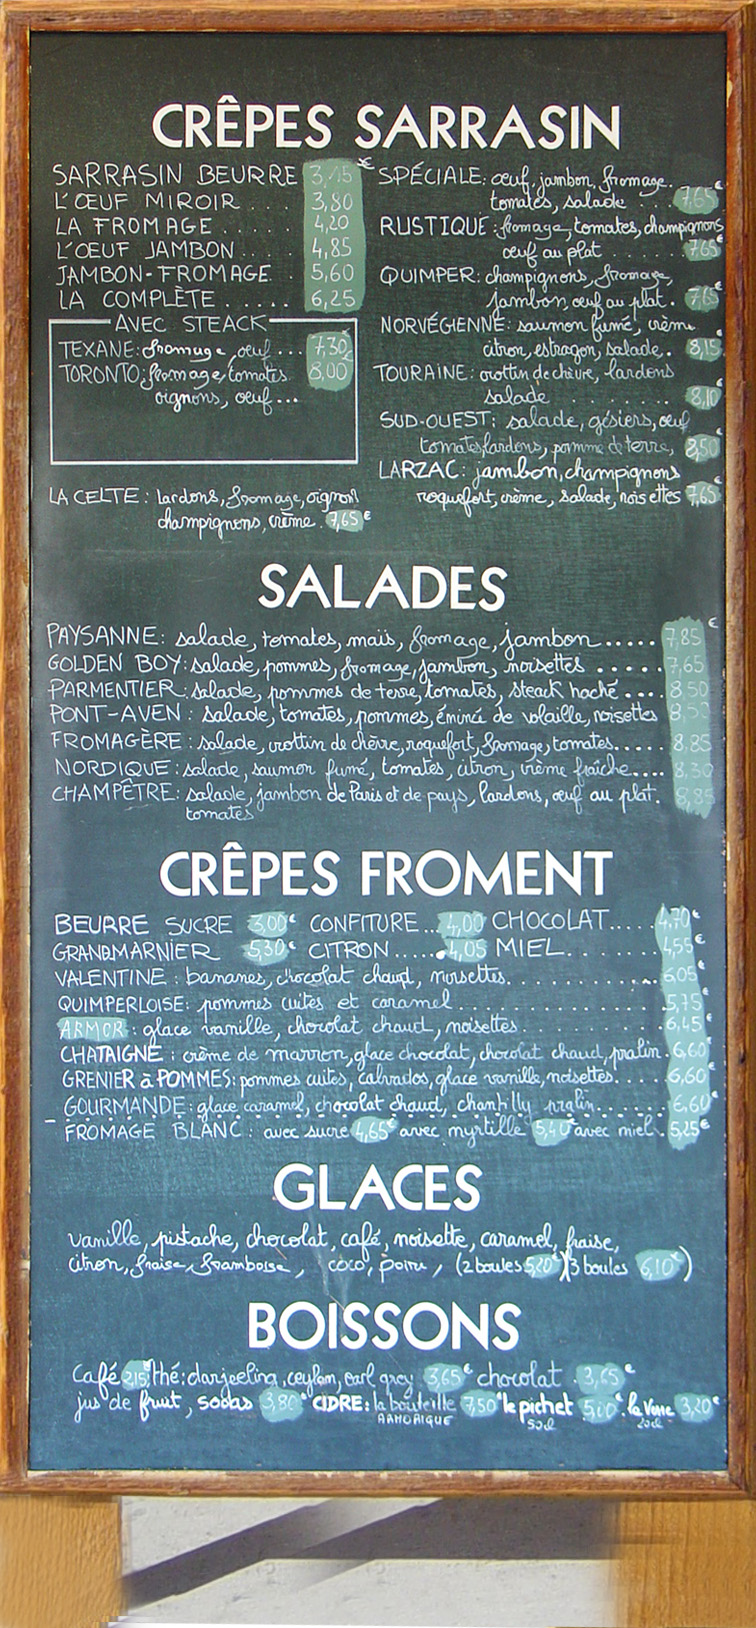 CRÊPES SARRASIN
SARRASIN BEURRE 3,15 €
L'ŒUF MIROIR . . . 3,80
LA FROMAGE . . . . . 4,20
L'OEUF JAMBON . . . 4,85
JAMBON-FROMAGE . . 5,60
LA COMPLÈTE . . . . . 6,25
AVEC STEACK
TEXANE: fromage, oeuf . . . . 7,30
TORONTO: fromage, tomates 8,00
oignons, oeuf ...
LA CELTE : lardons, fromage, oignon
champignons, crème . 7,65 €
SPÉCIALE: œuf, jambon, fromage.
tomates, salade . . . 7,65 €
RUSTIQUE : fromage, tomates, champignons
œuf au plat . . . . . . 7,65 €
QUIMPER: champignons, fromage,
jambon, œuf au plat . 7,65 €
NORVÉGIENNE: saumon fumé, crème
citron, estragon, salade . 8,15 €
TOURAINE: crottin de chèvre, lardons
salade . . . . . . . 8,10 €
SUD-OUEST: salade, gésiers, œuf
tomates, lardons, pomme de terre, 8,50 €
LARZAC: jambon, champignons
roquefort, crème, salade, noisettes 7,65 €
SALADES
PAYSANNE: salade, tomates, maïs, fromage, jambon ..... 7,85 €
GOLDEN BOY: salade, pommes, fromage, jambon, noisettes ..... 7,65
PARMENTIER: salade, pommes de terre, tomates, steack haché .... 8,50
PONT-AVEN : salade, tomates, pommes, émincé de volaille, noisettes 8,50
FROMAGÈRE : salade, crottin de chèvre, roquefort, fromage, tomates ..... 8,85
NORDIQUE : salade, saumon fumé, tomates, citron, crème fraîche .... 8,30
CHAMPÊTRE: salade, jambon de Paris et de pays, lardons, œuf au plat. 8,85
tomates
CRÊPES FROMENT
BEURRE SUCRE 3,00 € CONFITURE ... 4,00 CHOCOLAT ..... 4,70 €
GRAND MARNIER 5,30 € CITRON ..... 4,05 MIEL ....... 4,55 €
VALENTINE : bananes, chocolat chaud, noisettes . . . . . . . . . . 6,05 €
QUIMPERLOISE: pommes cuites et caramel . . . . . . . . . . . 5,75 €
ARMOR : glace vanille, chocolat chaud, noisettes . . . . . . . . 6,45 €
CHATAIGNE : crème de marron, glace chocolat, chocolat chaud, pralin . 6,60 €
GRENIER à POMMES: pommes cuites, calvados, glace vanille, noisettes . . . . . 6,60 €
GOURMANDE: glace caramel, chocolat chaud, chantilly pralin . . . . . 6,60 €
FROMAGE BLANC : avec sucre 4,65 € avec myrtille 5,40 € avec miel . 5,25 €
GLACES
vanille, pistache, chocolat, café, noisette, caramel, fraise,
citron, fraise, framboise, coco, poire, (2 boules 5,20 €)(3 boules 6,10 €)
BOISSONS
Café 2,15 € thé: darjeeling, ceylan, earl grey 3,65 € chocolat . 3,65 €
jus de fruit, sodas 3,80 € CIDRE: la bouteille 7,50 € le pichet 5,10 € . le verre 3,20 €
ARMORIQUE 50cl 20cl